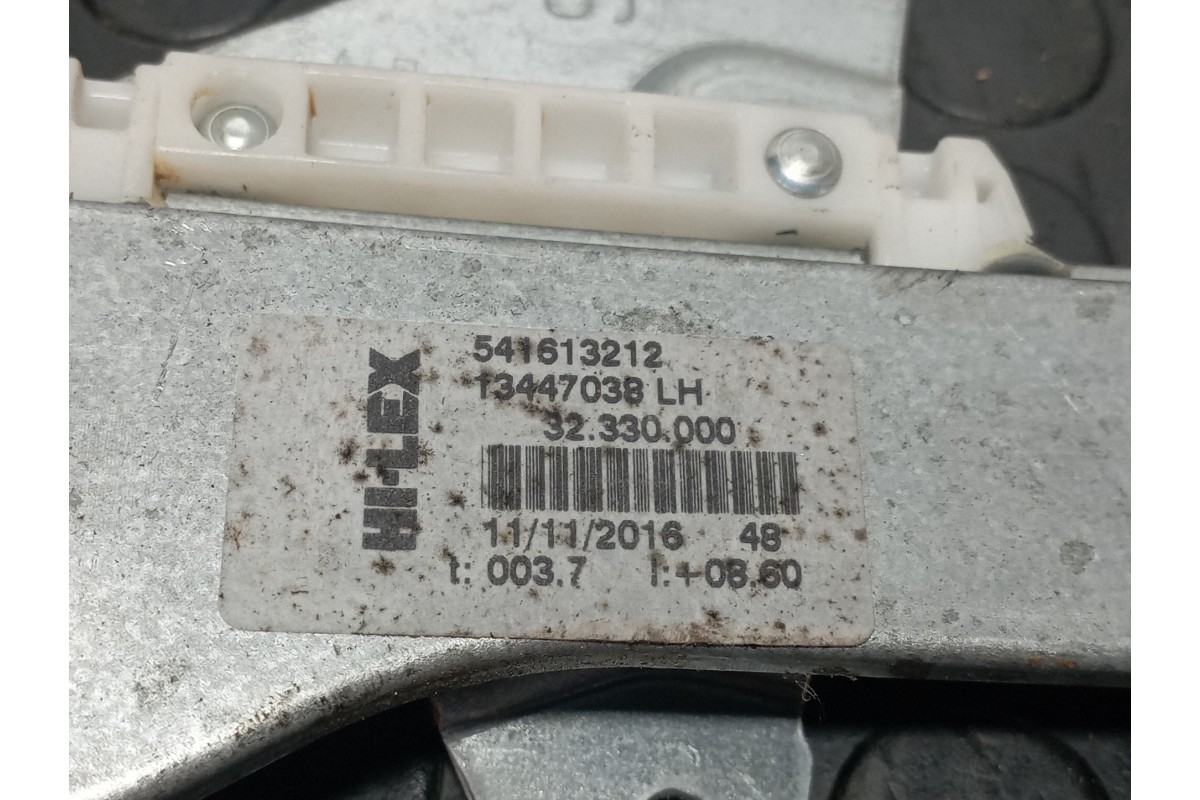 HI-LEX
541613212
13447038 LH
32.330.000
11/11/2016 48
t: 003.7 I:+08.60